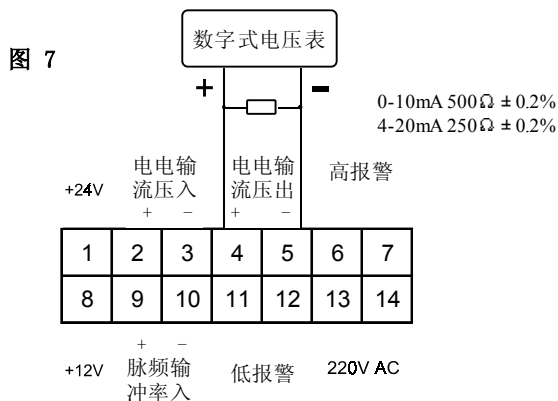 数字式电压表
图 7
+ −
0-10mA 500Ω ±0.2%
4-20mA 250Ω ±0.2%
+24V
电电输
流压入
+ −
电电输
流压出
+ −
高报警
1 2 3 4 5 6 7
8 9 10 11 12 13 14
+12V
+ −
脉频输
冲率入
低报警
220V AC